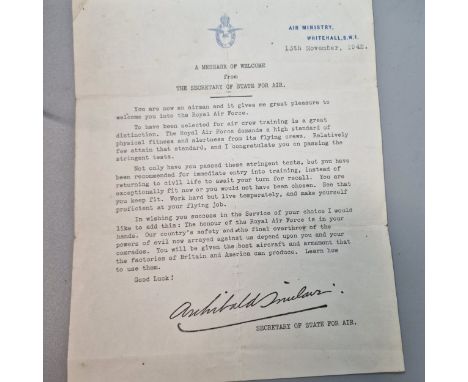 AIR MINISTRY,
WHITEHALL, S.W.1.
13th November, 1942.
A MESSAGE OF WELCOME
from
THE SECRETARY OF STATE FOR AIR.
You are now an airman and it gives me great pleasure to
welcome you into the Royal Air Force.
To have been selected for air crew training is a great
distinction. The Royal Air Force demands a high standard of
physical fitness and alertness from its flying crews. Relatively
few attain that standard, and I congratulate you on passing the
stringent tests.
Not only have you passed these stringent tests, but you have
been recommended for immediate entry into training, instead of
returning to civil life to await your turn for recall. You are
exceptionally fit now or you would not have been chosen. See that
you keep fit. Work hard but live temperately, and make yourself
proficient at your flying job.
In wishing you success in the Service of your choice I would
like to add this: The honour of the Royal Air Force is in your
hands. Our country's safety and the final overthrow of the
powers of evil now arrayed against us depend upon you and your
comrades. You will be given the best aircraft and armament that
the factories of Britain and America can produce. Learn how
to use them.
Good Luck!
Archibald Sinclair.
SECRETARY OF STATE FOR AIR.